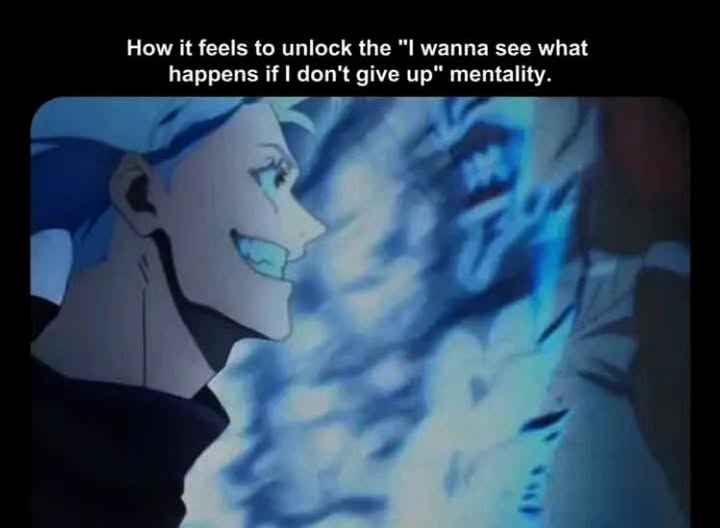 How it feels to unlock the "I wanna see what
happens if I don't give up" mentality.